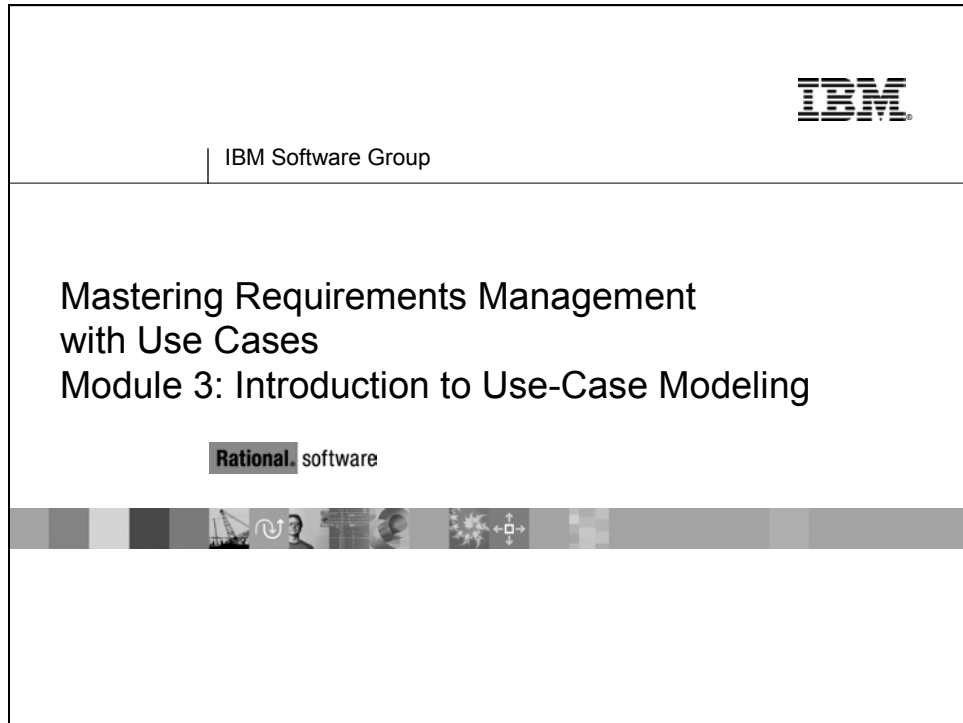 IBM®
IBM Software Group
Mastering Requirements Management
with Use Cases
Module 3: Introduction to Use-Case Modeling
Rational® software